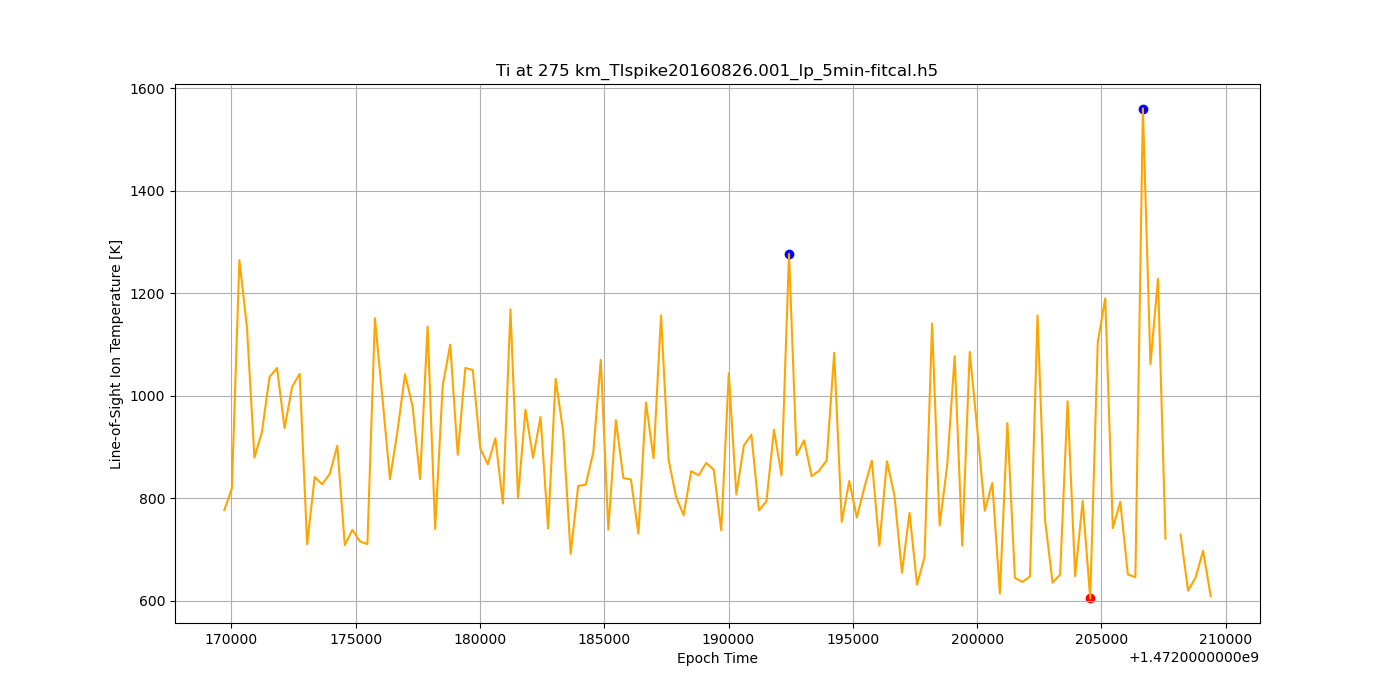 Ti at 275 km_TIspike20160826.001_lp_5min-fitcal.h5
Line-of-Sight Ion Temperature [K]
1600
1400
1200
1000
800
600
170000 175000 180000 185000 190000 195000 200000 205000 210000
Epoch Time
+1.4720000000e9